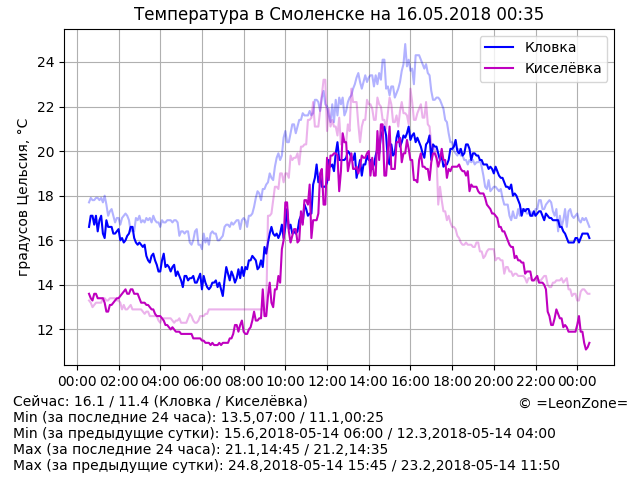 Температура в Смоленске на 16.05.2018 00:35
Кловка
Киселёвка
градусов Цельсия, °C
24
22
20
18
16
14
12
00:00 02:00 04:00 06:00 08:00 10:00 12:00 14:00 16:00 18:00 20:00 22:00 00:00
Сейчас: 16.1 / 11.4 (Кловка / Киселёвка)
© =LeonZone=
Min (за последние 24 часа): 13.5,07:00 / 11.1,00:25
Min (за предыдущие сутки): 15.6,2018-05-14 06:00 / 12.3,2018-05-14 04:00
Max (за последние 24 часа): 21.1,14:45 / 21.2,14:35
Max (за предыдущие сутки): 24.8,2018-05-14 15:45 / 23.2,2018-05-14 11:50